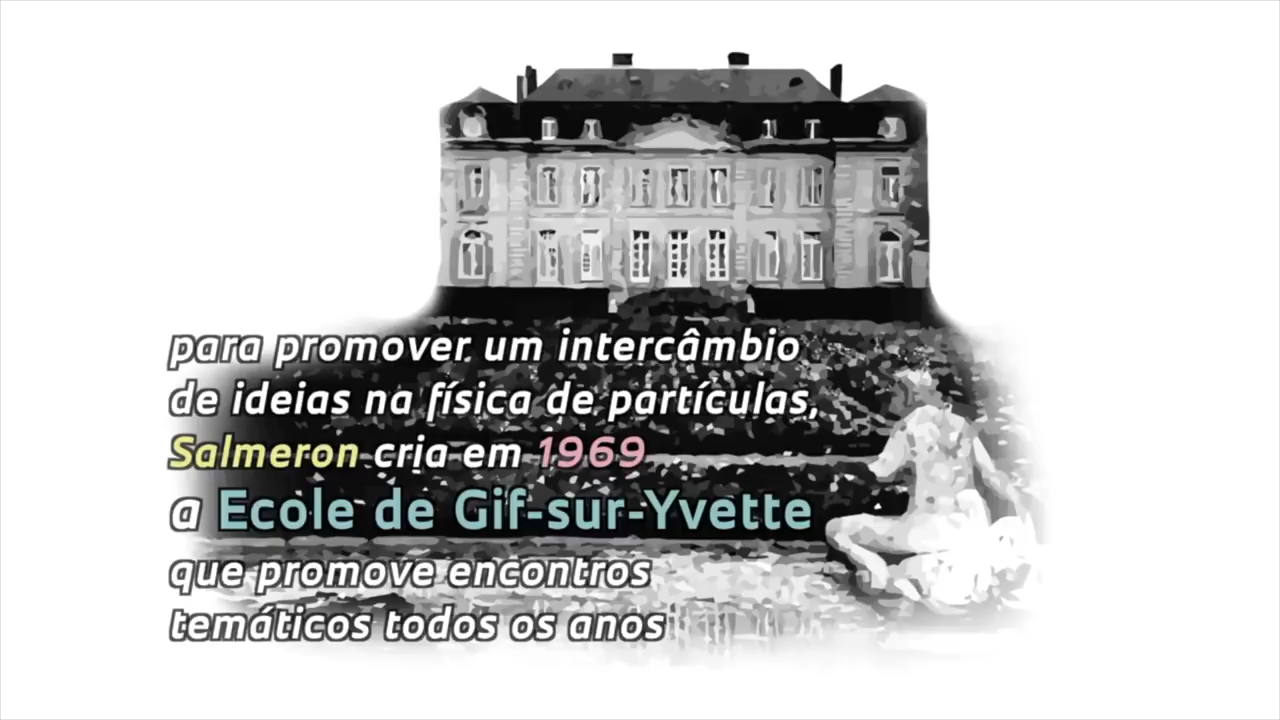 para promover um intercâmbio
de ideias na física de partículas,
Salmeron cria em 1969
a Ecole de Gif-sur-Yvette
que promove encontros
temáticos todos os anos